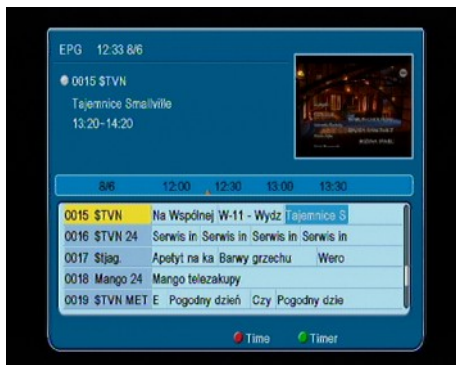 EPG 12:33 8/6
0015 $TVN
Tajemnice Smallville
13:20-14:20
8/6 12:00 12:30 13:00 13:30
0015 $TVN Na Wspólnej W-11 - Wydz Tajemnice S
0016 $TVN 24 Serwis in Serwis in Serwis in Serwis in
0017 $tjag. Apetyt na ka Barwy grzechu Wero
0018 Mango 24 Mango telezakupy
0019 $TVN MET E Pogodny dzień Czy Pogodny dzie
Time Timer